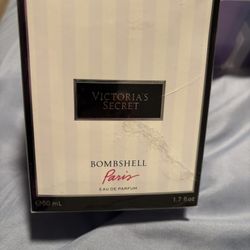 VICTORIA'S
SECRET
BOMBSHELL
Paris
EAU DE PARFUM
℮50 mL 1.7 fl oz